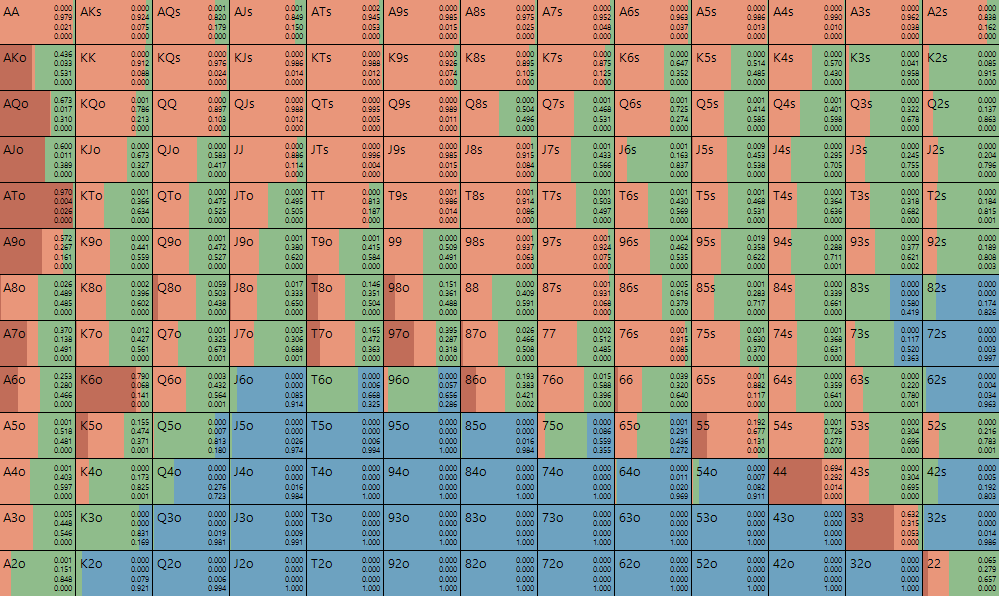 AA 0.000 0.979 0.021 0.000
AKs 0.000 0.924 0.075 0.000
AQs 0.001 0.820 0.179 0.000
AJs 0.001 0.849 0.150 0.000
ATs 0.002 0.945 0.053 0.000
A9s 0.000 0.985 0.015 0.000
A8s 0.000 0.975 0.025 0.000
A7s 0.000 0.952 0.048 0.000
A6s 0.000 0.963 0.037 0.000
A5s 0.000 0.986 0.013 0.000
A4s 0.000 0.990 0.010 0.000
A3s 0.000 0.962 0.038 0.000
A2s 0.000 0.838 0.162 0.000
AKo 0.436 0.033 0.531 0.000
KK 0.000 0.912 0.088 0.000
KQs 0.000 0.976 0.024 0.000
KJs 0.000 0.986 0.014 0.000
KTs 0.000 0.988 0.012 0.000
K9s 0.000 0.926 0.074 0.000
K8s 0.000 0.895 0.105 0.000
K7s 0.000 0.875 0.125 0.000
K6s 0.000 0.647 0.352 0.000
K5s 0.000 0.514 0.485 0.000
K4s 0.000 0.570 0.430 0.000
K3s 0.000 0.041 0.958 0.000
K2s 0.000 0.085 0.915 0.000
AQo 0.673 0.017 0.310 0.000
KQo 0.001 0.786 0.213 0.000
QQ 0.000 0.897 0.103 0.000
QJs 0.000 0.988 0.012 0.000
QTs 0.000 0.995 0.005 0.000
Q9s 0.000 0.989 0.011 0.000
Q8s 0.000 0.504 0.496 0.000
Q7s 0.001 0.468 0.531 0.000
Q6s 0.001 0.725 0.274 0.000
Q5s 0.001 0.414 0.585 0.000
Q4s 0.001 0.401 0.598 0.000
Q3s 0.000 0.322 0.678 0.000
Q2s 0.000 0.137 0.863 0.000
AJo 0.600 0.011 0.389 0.000
KJo 0.000 0.673 0.327 0.000
QJo 0.000 0.583 0.417 0.000
JJ 0.000 0.886 0.114 0.000
JTs 0.000 0.996 0.004 0.000
J9s 0.000 0.985 0.015 0.000
J8s 0.001 0.915 0.084 0.000
J7s 0.001 0.433 0.566 0.000
J6s 0.001 0.163 0.837 0.000
J5s 0.009 0.453 0.538 0.000
J4s 0.000 0.295 0.705 0.000
J3s 0.000 0.245 0.755 0.000
J2s 0.000 0.204 0.796 0.000
ATo 0.970 0.004 0.026 0.000
KTo 0.001 0.366 0.634 0.000
QTo 0.000 0.475 0.525 0.000
JTo 0.000 0.495 0.505 0.000
TT 0.000 0.813 0.187 0.000
T9s 0.001 0.986 0.014 0.000
T8s 0.001 0.914 0.086 0.000
T7s 0.000 0.503 0.497 0.000
T6s 0.001 0.430 0.569 0.000
T5s 0.001 0.468 0.531 0.000
T4s 0.000 0.364 0.636 0.000
T3s 0.000 0.318 0.682 0.000
T2s 0.000 0.184 0.815 0.001
A9o 0.572 0.267 0.161 0.000
K9o 0.000 0.441 0.559 0.000
Q9o 0.001 0.472 0.527 0.000
J9o 0.001 0.380 0.620 0.000
T9o 0.001 0.415 0.584 0.000
99 0.000 0.509 0.491 0.000
98s 0.001 0.937 0.063 0.000
97s 0.001 0.924 0.075 0.000
96s 0.004 0.462 0.535 0.000
95s 0.019 0.358 0.622 0.000
94s 0.000 0.288 0.711 0.001
93s 0.000 0.377 0.621 0.002
92s 0.000 0.189 0.808 0.003
A8o 0.026 0.489 0.485 0.000
K8o 0.002 0.396 0.602 0.000
Q8o 0.059 0.503 0.438 0.000
J8o 0.017 0.333 0.650 0.000
T8o 0.146 0.351 0.504 0.000
98o 0.151 0.361 0.488 0.000
88 0.000 0.409 0.591 0.000
87s 0.001 0.931 0.068 0.000
86s 0.005 0.616 0.379 0.000
85s 0.000 0.283 0.717 0.001
84s 0.000 0.339 0.661 0.000
83s 0.000 0.000 0.580 0.419
82s 0.000 0.000 0.174 0.826
A7o 0.370 0.138 0.491 0.000
K7o 0.012 0.427 0.561 0.000
Q7o 0.001 0.325 0.673 0.001
J7o 0.005 0.306 0.688 0.001
T7o 0.165 0.472 0.363 0.000
97o 0.395 0.287 0.318 0.000
87o 0.026 0.466 0.508 0.000
77 0.002 0.512 0.485 0.000
76s 0.001 0.915 0.085 0.000
75s 0.000 0.630 0.370 0.000
74s 0.001 0.368 0.631 0.000
73s 0.000 0.117 0.520 0.363
72s 0.000 0.000 0.003 0.997
A6o 0.253 0.280 0.466 0.000
K6o 0.790 0.068 0.141 0.000
Q6o 0.003 0.432 0.564 0.001
J6o 0.000 0.000 0.085 0.914
T6o 0.000 0.006 0.668 0.325
96o 0.000 0.057 0.656 0.286
86o 0.193 0.383 0.421 0.002
76o 0.015 0.588 0.396 0.000
66 0.039 0.320 0.640 0.000
65s 0.001 0.882 0.117 0.000
64s 0.000 0.641 0.359 0.000
63s 0.000 0.220 0.780 0.001
62s 0.000 0.004 0.034 0.963
A5o 0.001 0.518 0.481 0.000
K5o 0.155 0.474 0.371 0.001
Q5o 0.000 0.007 0.813 0.180
J5o 0.000 0.000 0.026 0.974
T5o 0.000 0.000 0.006 0.994
95o 0.000 0.000 0.000 1.000
85o 0.000 0.000 0.016 0.984
75o 0.000 0.086 0.559 0.355
65o 0.001 0.291 0.436 0.272
55 0.192 0.677 0.131 0.000
54s 0.001 0.726 0.273 0.000
53s 0.000 0.304 0.696 0.000
52s 0.000 0.216 0.783 0.001
A4o 0.001 0.403 0.597 0.000
K4o 0.000 0.173 0.825 0.001
Q4o 0.000 0.000 0.276 0.723
J4o 0.000 0.000 0.016 0.984
T4o 0.000 0.000 0.000 1.000
94o 0.000 0.000 0.000 1.000
84o 0.000 0.000 0.000 1.000
74o 0.000 0.000 0.000 1.000
64o 0.000 0.011 0.020 0.969
54o 0.000 0.007 0.082 0.911
44 0.694 0.292 0.014 0.000
43s 0.000 0.304 0.695 0.000
42s 0.000 0.005 0.192 0.803
A3o 0.005 0.448 0.546 0.000
K3o 0.000 0.000 0.831 0.169
Q3o 0.000 0.000 0.019 0.981
J3o 0.000 0.000 0.009 0.991
T3o 0.000 0.000 0.000 1.000
93o 0.000 0.000 0.000 1.000
83o 0.000 0.000 0.000 1.000
73o 0.000 0.000 0.000 1.000
63o 0.000 0.000 0.000 1.000
53o 0.000 0.000 0.000 1.000
43o 0.000 0.000 0.000 1.000
33 0.632 0.315 0.053 0.000
32s 0.000 0.000 0.014 0.986
A2o 0.001 0.151 0.848 0.000
K2o 0.000 0.000 0.079 0.921
Q2o 0.000 0.000 0.006 0.994
J2o 0.000 0.000 0.000 1.000
T2o 0.000 0.000 0.000 1.000
92o 0.000 0.000 0.000 1.000
82o 0.000 0.000 0.000 1.000
72o 0.000 0.000 0.000 1.000
62o 0.000 0.000 0.000 1.000
52o 0.000 0.000 0.000 1.000
42o 0.000 0.000 0.000 1.000
32o 0.000 0.000 0.000 1.000
22 0.065 0.279 0.657 0.000